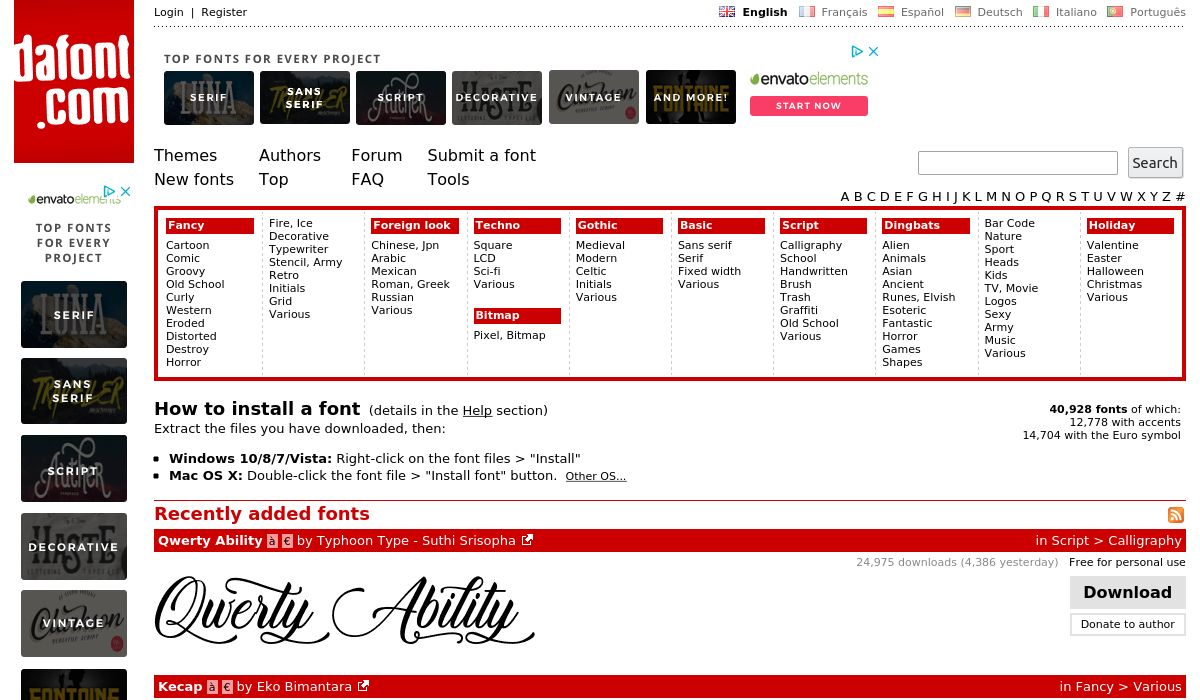 dafont
.com
Login | Register
English Français Español Deutsch Italiano Português
TOP FONTS FOR EVERY PROJECT
SERIF
SANS
SERIF
SCRIPT
DECORATIVE
VINTAGE
AND MORE!
envatoelements
START NOW
Themes Authors Forum Submit a font
New fonts Top FAQ Tools
Search
A B C D E F G H I J K L M N O P Q R S T U V W X Y Z #
envatoelements
TOP FONTS
FOR EVERY
PROJECT
LUNA
SERIF
SANS
SERIF
Author
SCRIPT
HASTE
DECORATIVE
Clarkson
VINTAGE
FONTAINE
Fancy
Cartoon
Comic
Groovy
Old School
Curly
Western
Eroded
Distorted
Destroy
Horror
Fire, Ice
Decorative
Typewriter
Stencil, Army
Retro
Initials
Grid
Various
Foreign look
Chinese, Jpn
Arabic
Mexican
Roman, Greek
Russian
Various
Techno
Square
LCD
Sci-fi
Various
Bitmap
Pixel, Bitmap
Gothic
Medieval
Modern
Celtic
Initials
Various
Basic
Sans serif
Serif
Fixed width
Various
Script
Calligraphy
School
Handwritten
Brush
Trash
Graffiti
Old School
Various
Dingbats
Alien
Animals
Asian
Ancient
Runes, Elvish
Esoteric
Fantastic
Horror
Games
Shapes
Bar Code
Nature
Sport
Heads
Kids
TV, Movie
Logos
Sexy
Army
Music
Various
Holiday
Valentine
Easter
Halloween
Christmas
Various
How to install a font (details in the Help section)
Extract the files you have downloaded, then:
Windows 10/8/7/Vista: Right-click on the font files > "Install"
Mac OS X: Double-click the font file > "Install font" button. Other OS...
40,928 fonts of which:
12,778 with accents
14,704 with the Euro symbol
Recently added fonts
Qwerty Ability à € by Typhoon Type - Suthi Srisopha in Script > Calligraphy
24,975 downloads (4,386 yesterday) Free for personal use
Qwerty Ability
Download
Donate to author
Kecap à € by Eko Bimantara in Fancy > Various